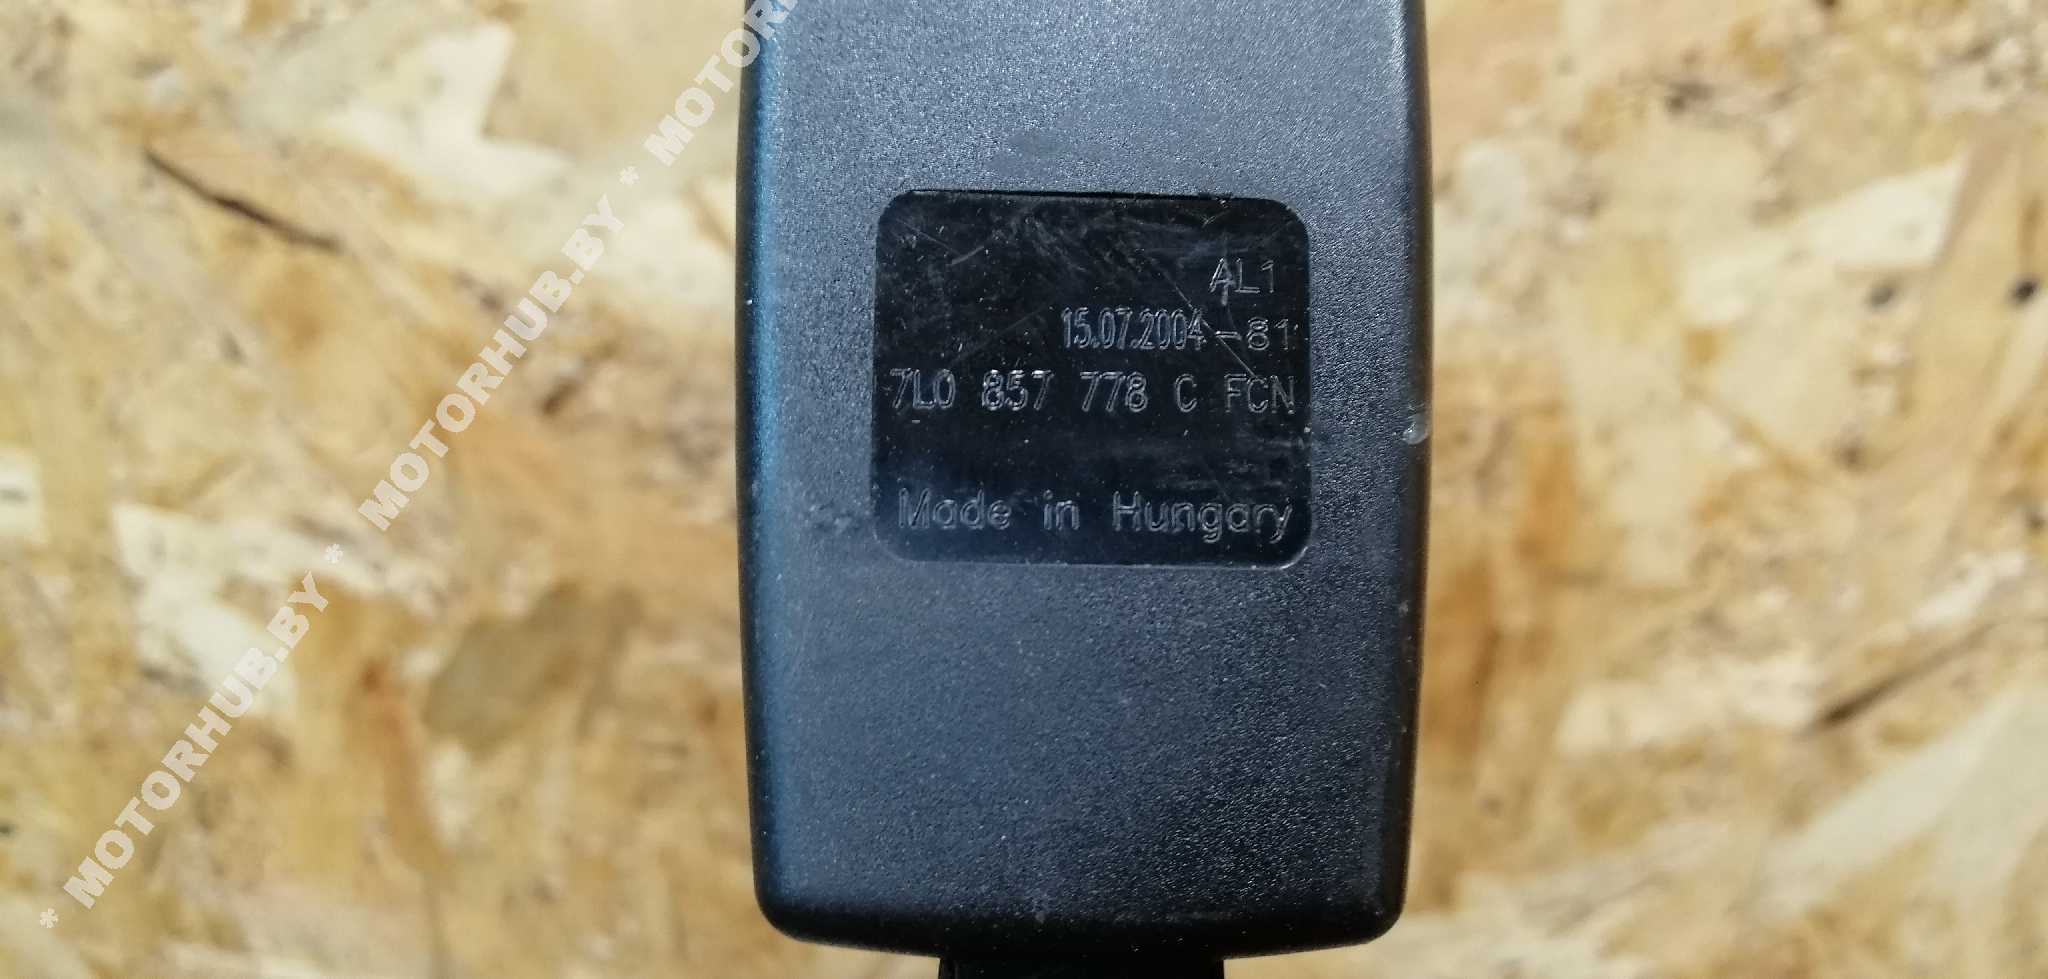 AL1
15.07.2004-81
7L0 857 778 C FCN
Made in Hungary
* MOTORHUB.BY * MOTORHUB.BY * MOTOR